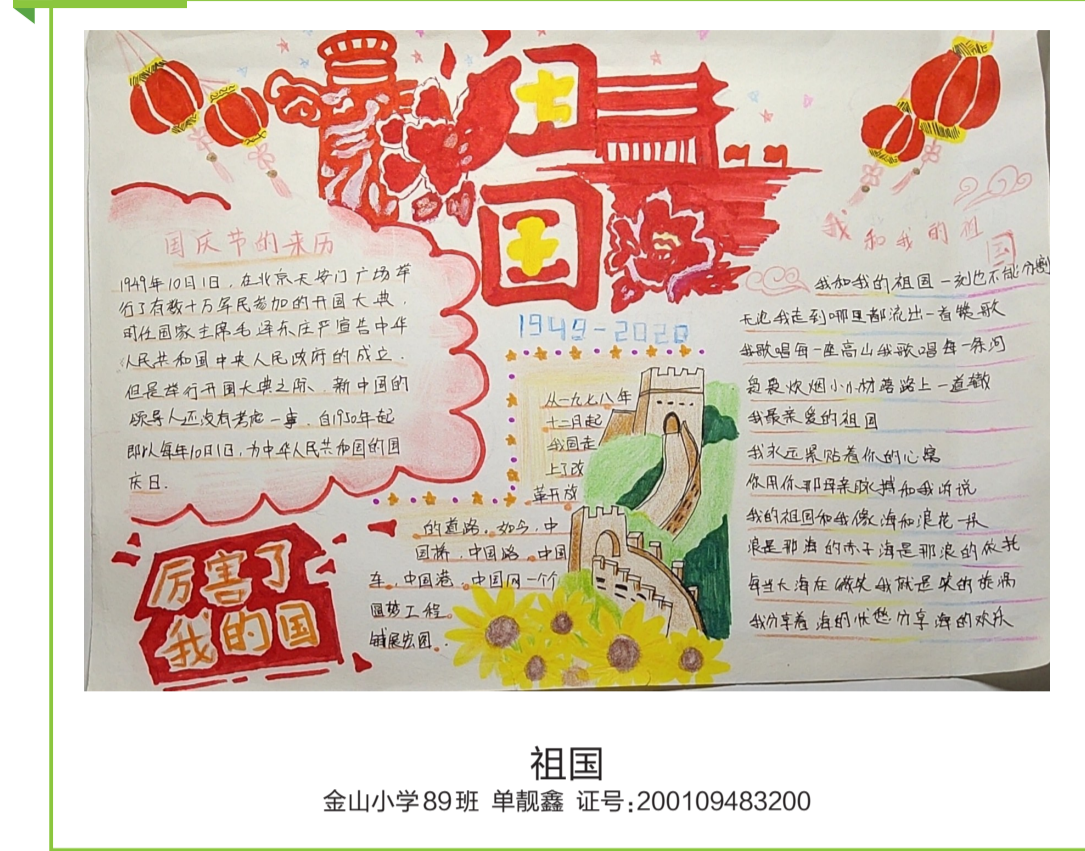 祖国
1949-2020
国庆节的来历
1949年10月1日，在北京天安门广场举
行了有数十万军民参加的开国大典，
时任国家主席毛泽东庄严宣告中华
人民共和国中央人民政府的成立．
但是举行开国大典之际、新中国的
领导人还没有考虑一事．自1950年起
即以每年10月1日，为中华人民共和国的国
庆日．
厉害了
我的国
从一九七八年
十二月起
我国走
上了改
革开放
的道路．如今，中
国桥，中国路．中国
车，中国港．中国网一个个
圆梦工程．
铺展宏图．
我和我的祖
国
我和我的祖国一刻也不能分割
无论我走到哪里都流出一首赞歌
我歌唱每一座高山我歌唱每一条河
袅袅炊烟小小村落路上一道辙
我最亲爱的祖国
我永远紧贴着你的心窝
你用你那母亲脉搏和我诉说
我的祖国和我像海和浪花一朵
浪是那海的赤子海是那浪的依托
每当大海在微笑我就是笑的旋涡
我分享着海的忧愁分享海的欢乐
祖国
金山小学89班 单靓鑫 证号:200109483200